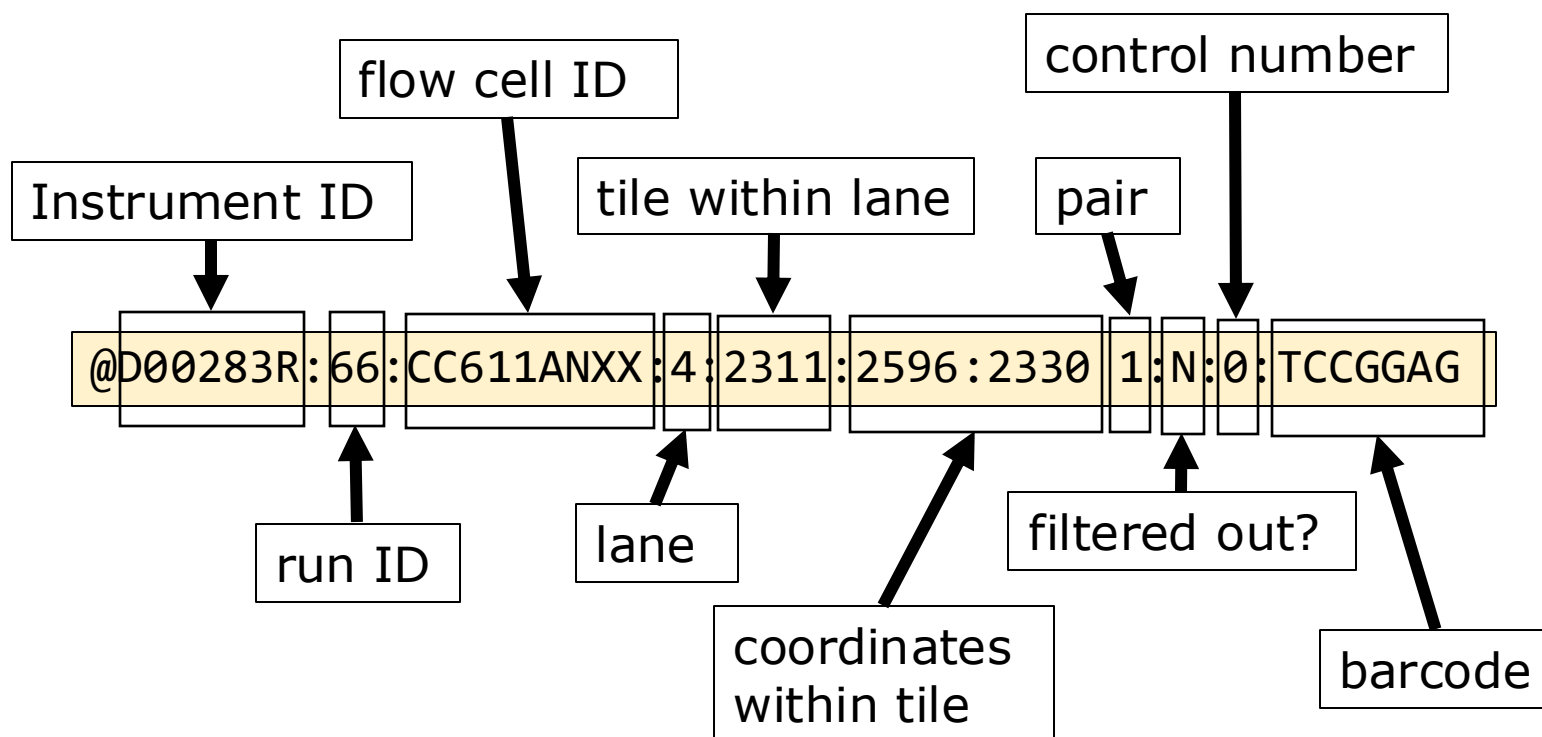 control number
flow cell ID
Instrument ID
tile within lane
pair
@D00283R:66:CC611ANXX:4:2311:2596:2330 1:N:0:TCCGGAG
run ID
lane
filtered out?
coordinates
within tile
barcode